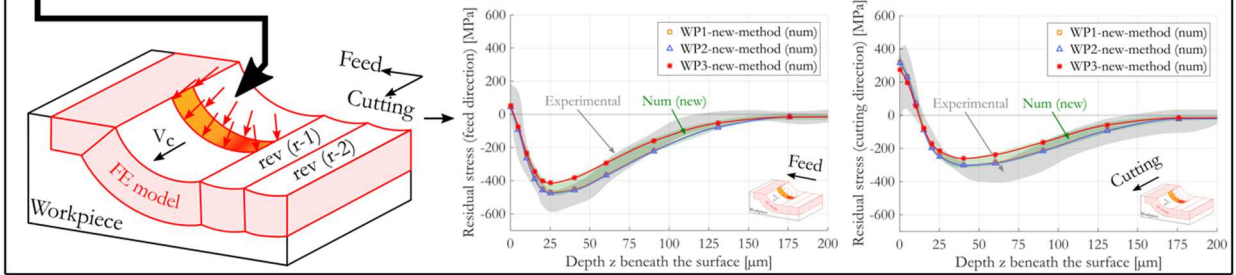 Feed
Cutting
Vc
rev (r-1)
rev (r-2)
FE model
Workpiece
Residual stress (feed direction) [MPa]
600
400
200
0
-200
-400
-600
WP1-new-method (num)
WP2-new-method (num)
WP3-new-method (num)
Experimental
Num (new)
Feed
0
25
50
75
100
125
150
175
200
Depth z beneath the surface [μm]
Residual stress (cutting direction) [MPa]
600
400
200
0
-200
-400
-600
WP1-new-method (num)
WP2-new-method (num)
WP3-new-method (num)
Experimental
Num (new)
Cutting
0
25
50
75
100
125
150
175
200
Depth z beneath the surface [μm]